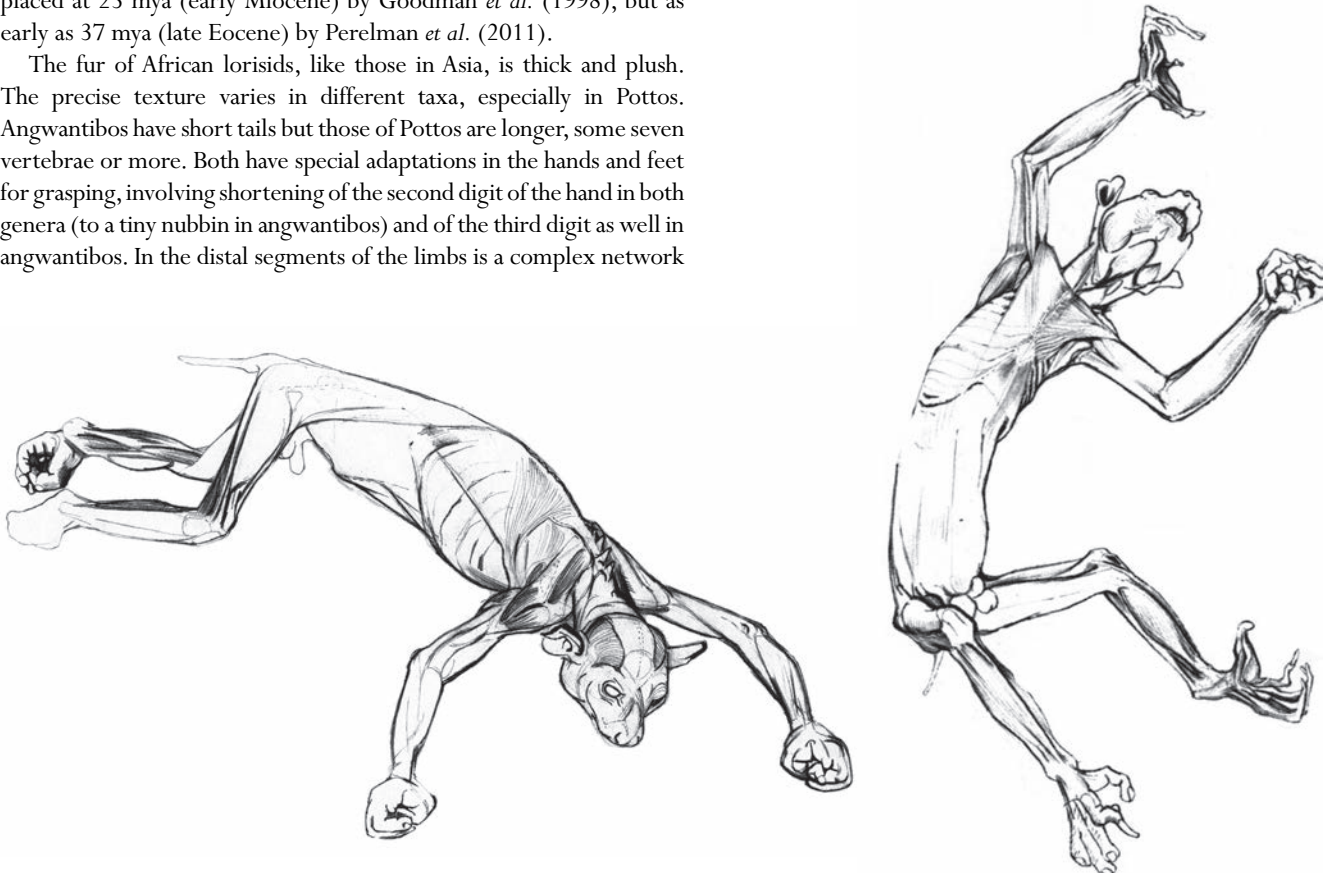 placed at 23 mya (early Miocene) by Goodman et al. (1998), but as
early as 37 mya (late Eocene) by Perelman et al. (2011).
The fur of African lorisids, like those in Asia, is thick and plush.
The precise texture varies in different taxa, especially in Pottos.
Angwantibos have short tails but those of Pottos are longer, some seven
vertebrae or more. Both have special adaptations in the hands and feet
for grasping, involving shortening of the second digit of the hand in both
genera (to a tiny nubbin in angwantibos) and of the third digit as well in
angwantibos. In the distal segments of the limbs is a complex network